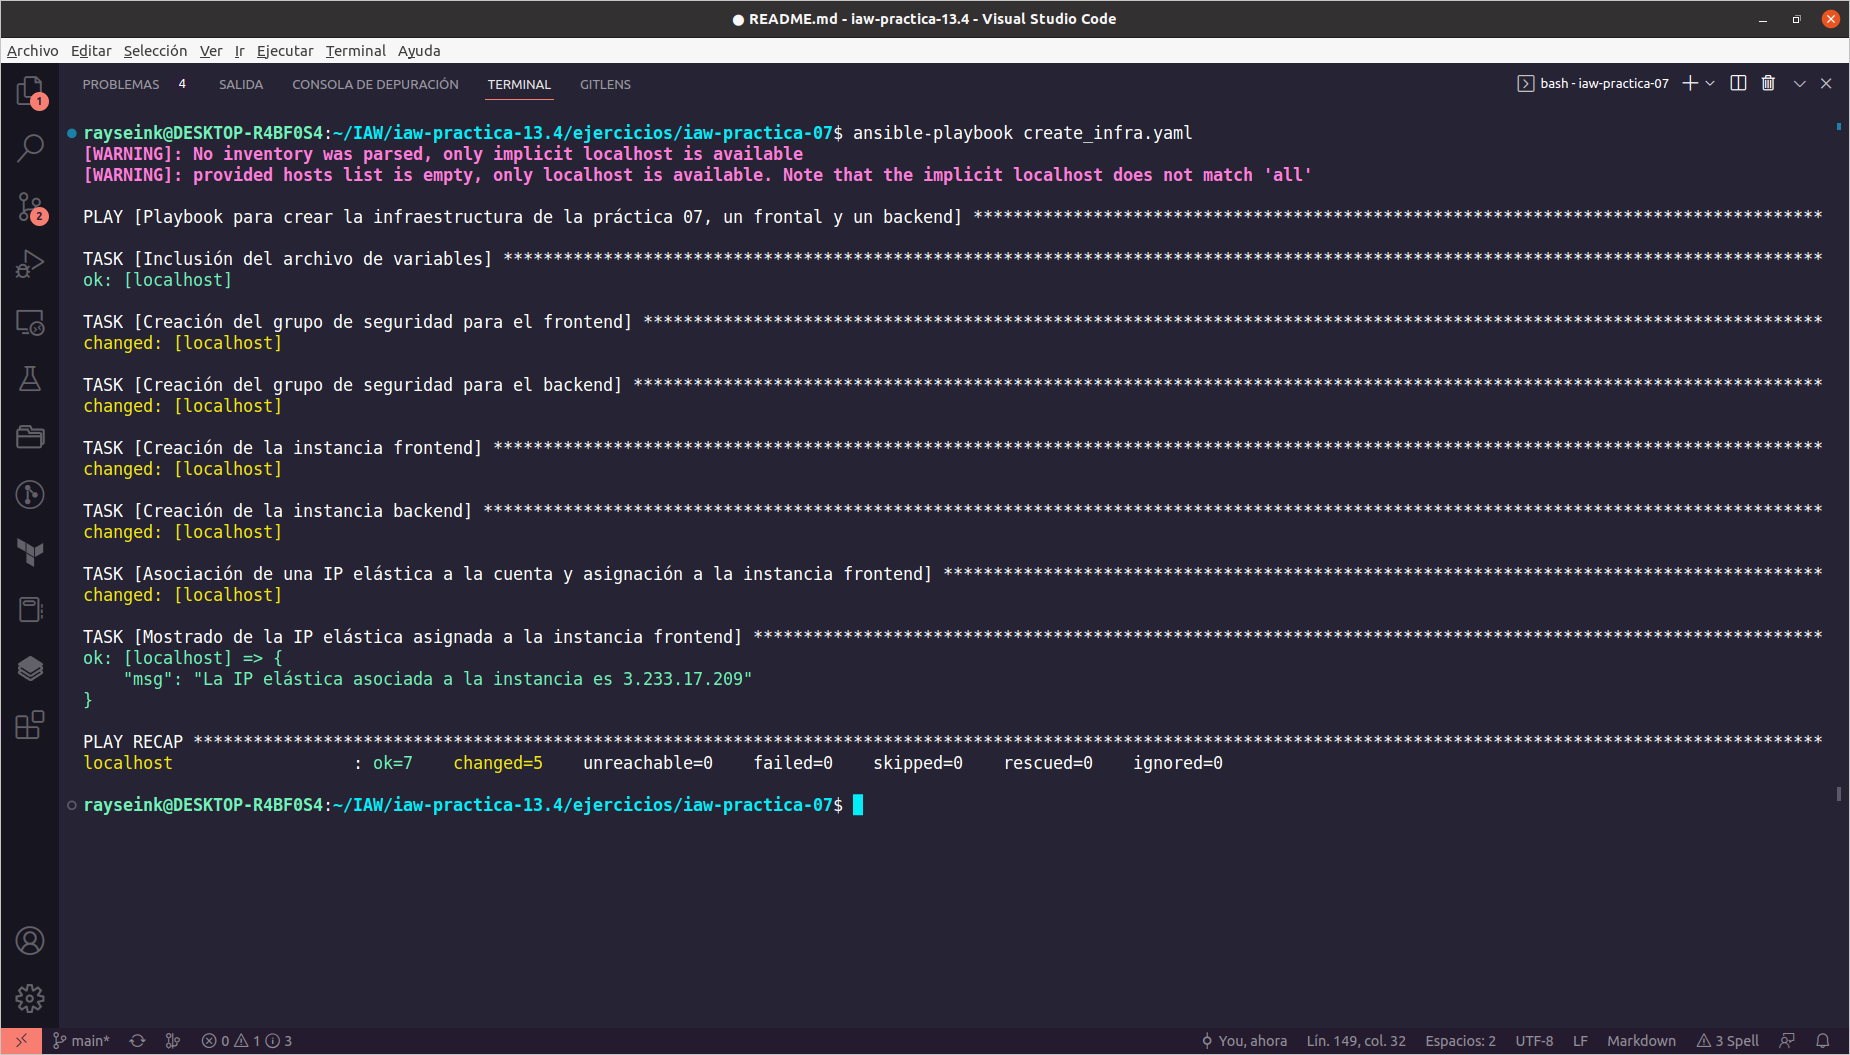 ● README.md - iaw-practica-13.4 - Visual Studio Code
Archivo Editar Selección Ver Ir Ejecutar Terminal Ayuda
PROBLEMAS 4 SALIDA CONSOLA DE DEPURACIÓN TERMINAL GITLENS bash - iaw-practica-07
1
2
rayseink@DESKTOP-R4BF0S4:~/IAW/iaw-practica-13.4/ejercicios/iaw-practica-07$ ansible-playbook create_infra.yaml
[WARNING]: No inventory was parsed, only implicit localhost is available
[WARNING]: provided hosts list is empty, only localhost is available. Note that the implicit localhost does not match 'all'
PLAY [Playbook para crear la infraestructura de la práctica 07, un frontal y un backend] *************************************************************************************
TASK [Inclusión del archivo de variables] ************************************************************************************************************************************
ok: [localhost]
TASK [Creación del grupo de seguridad para el frontend] **********************************************************************************************************************
changed: [localhost]
TASK [Creación del grupo de seguridad para el backend] ***********************************************************************************************************************
changed: [localhost]
TASK [Creación de la instancia frontend] *************************************************************************************************************************************
changed: [localhost]
TASK [Creación de la instancia backend] **************************************************************************************************************************************
changed: [localhost]
TASK [Asociación de una IP elástica a la cuenta y asignación a la instancia frontend] ****************************************************************************************
changed: [localhost]
TASK [Mostrado de la IP elástica asignada a la instancia frontend] ***********************************************************************************************************
ok: [localhost] => {
    "msg": "La IP elástica asociada a la instancia es 3.233.17.209"
}
PLAY RECAP *******************************************************************************************************************************************************************
localhost                  : ok=7    changed=5    unreachable=0    failed=0    skipped=0    rescued=0    ignored=0
rayseink@DESKTOP-R4BF0S4:~/IAW/iaw-practica-13.4/ejercicios/iaw-practica-07$
main* 0 1 3 You, ahora Lín. 149, col. 32 Espacios: 2 UTF-8 LF Markdown 3 Spell